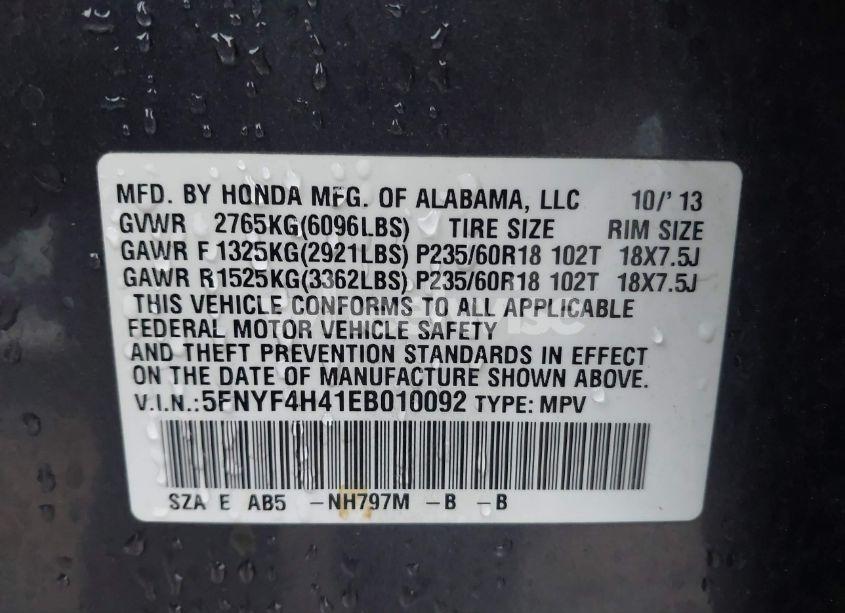 MFD. BY HONDA MFG. OF ALABAMA, LLC 10/' 13
GVWR 2765KG(6096LBS) TIRE SIZE RIM SIZE
GAWR F 1325KG(2921LBS) P235/60R18 102T 18X7.5J
GAWR R1525KG(3362LBS) P235/60R18 102T 18X7.5J
THIS VEHICLE CONFORMS TO ALL APPLICABLE
FEDERAL MOTOR VEHICLE SAFETY
AND THEFT PREVENTION STANDARDS IN EFFECT
ON THE DATE OF MANUFACTURE SHOWN ABOVE.
V.I.N.:5FNYF4H41EB010092 TYPE: MPV
SZA E AB5 -NH797M -B -B